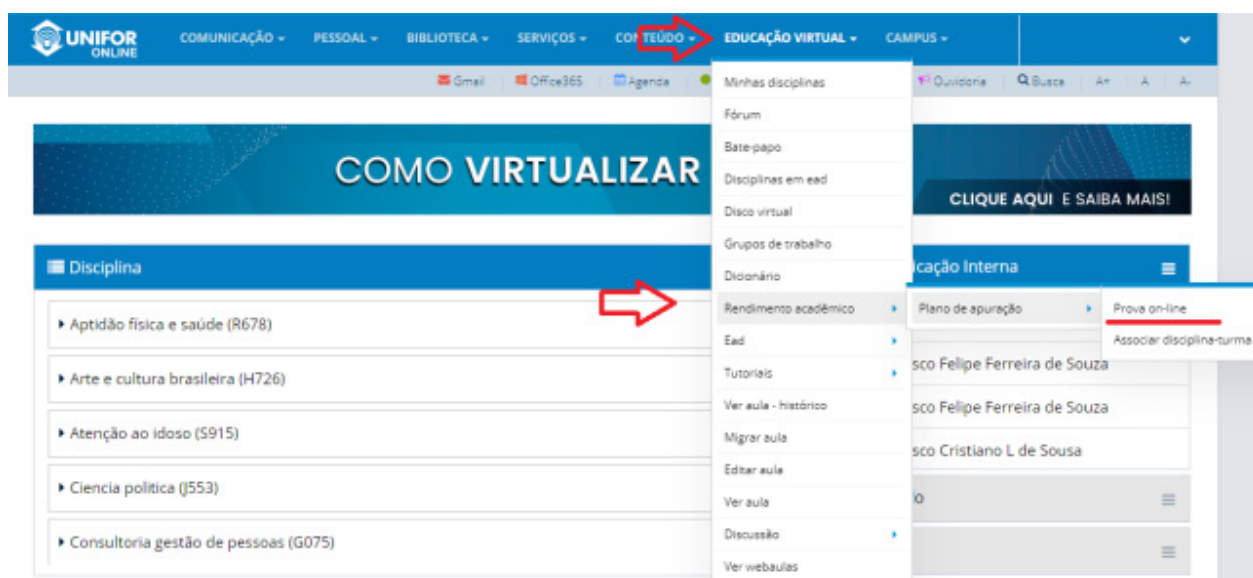 UNIFOR
ONLINE
COMUNICAÇÃO
PESSOAL
BIBLIOTECA
SERVIÇOS
CONTEÚDO
EDUCAÇÃO VIRTUAL
CAMPUS
Gmail
Office365
Agenda
Ouvidoria
Busca
A+
A
A-
COMO VIRTUALIZAR
CLIQUE AQUI E SAIBA MAIS!
Minhas disciplinas
Fórum
Bate-papo
Disciplinas em ead
Disco virtual
Grupos de trabalho
Dicionário
Rendimento acadêmico
Ead
Tutoriais
Ver aula - histórico
Migrar aula
Editar aula
Ver aula
Discussão
Ver webaulas
Plano de apuração
Prova on-line
Associar disciplina-turma
Disciplina
Aptidão física e saúde (R678)
Arte e cultura brasileira (H726)
Atenção ao idoso (S915)
Ciencia politica (J553)
Consultoria gestão de pessoas (G075)
icação Interna
sco Felipe Ferreira de Souza
sco Felipe Ferreira de Souza
sco Cristiano L de Sousa